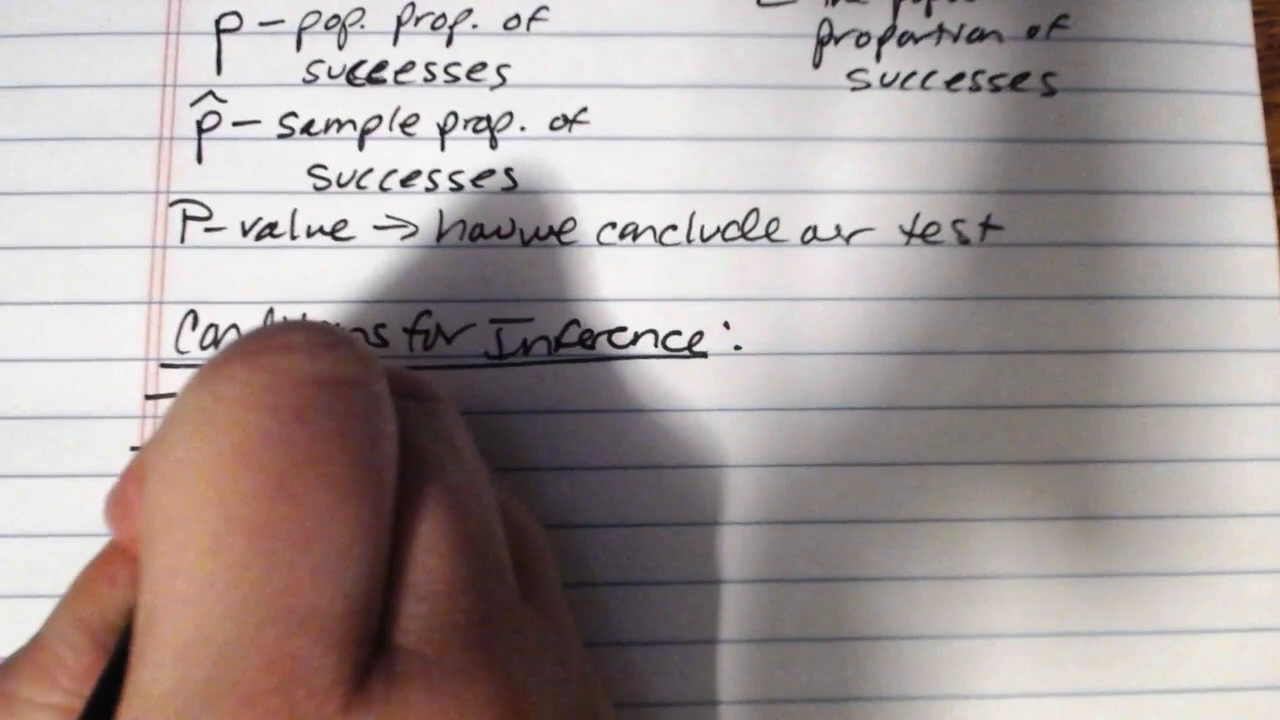 p - pop. prop. of
successes
p̂ - sample prop. of
successes
P-value → how we conclude our test
Conditions for Inference:
-
-
proportion of
successes